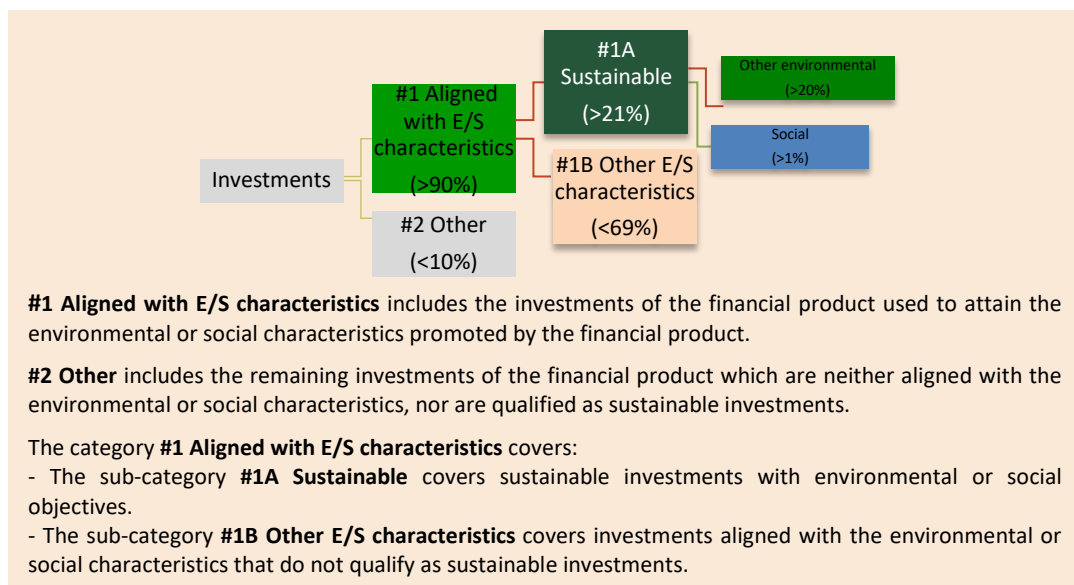 #1A
Sustainable
(>21%)
Other environmental
(>20%)
#1 Aligned
with E/S
characteristics
(>90%)
Social
(>1%)
Investments
#1B Other E/S
characteristics
(<69%)
#2 Other
(<10%)
#1 Aligned with E/S characteristics includes the investments of the financial product used to attain the
environmental or social characteristics promoted by the financial product.
#2 Other includes the remaining investments of the financial product which are neither aligned with the
environmental or social characteristics, nor are qualified as sustainable investments.
The category #1 Aligned with E/S characteristics covers:
- The sub-category #1A Sustainable covers sustainable investments with environmental or social
objectives.
- The sub-category #1B Other E/S characteristics covers investments aligned with the environmental or
social characteristics that do not qualify as sustainable investments.